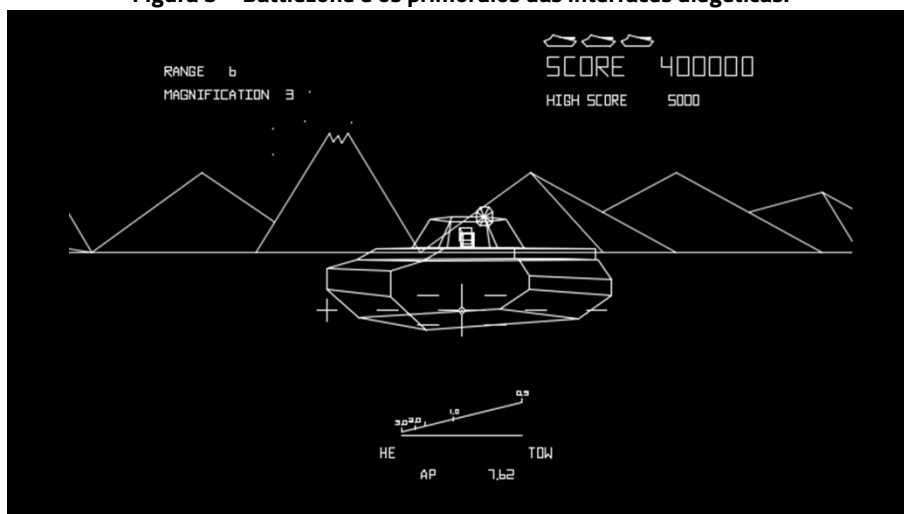 Figura 5 – Battlezone e os primórdios das interfaces diegéticas.
RANGE 6
MAGNIFICATION 3
SCORE 400000
HIGH SCORE 5000
3,0 2,0 1,0 0,5
HE TOW
AP 7,62